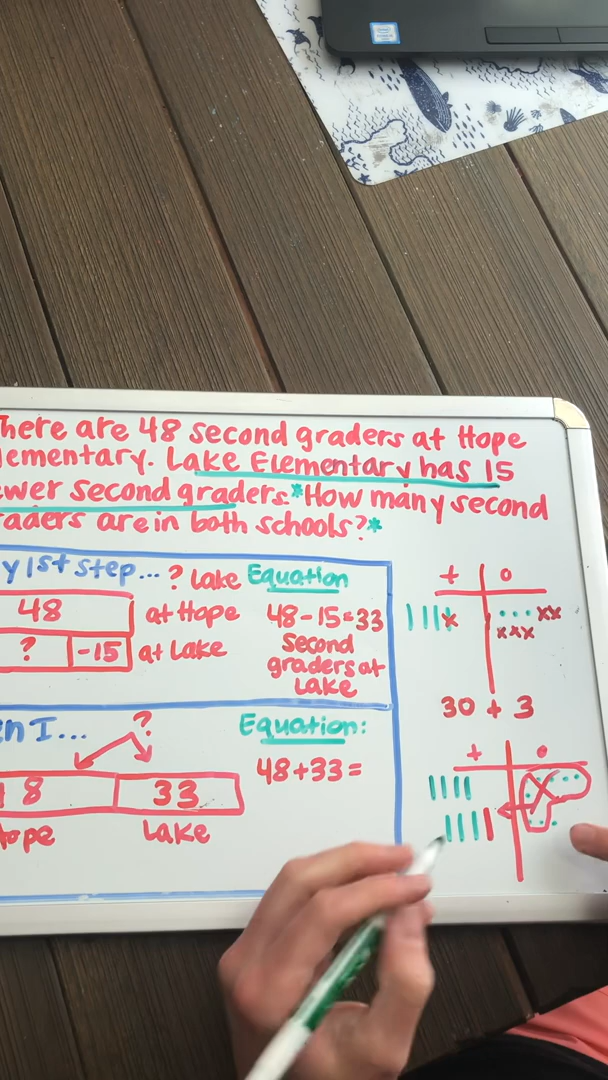 here are 48 second graders at Hope
lementary. Lake Elementary has 15
ewer second graders*How many second
raders are in both schools?*
y 1st step... ? Lake Equation
48 at Hope 48-15=33
? -15 at Lake second
graders at
Lake
t o
30 + 3
en I... ? Equation:
48+33=
8 33
ope Lake
t o